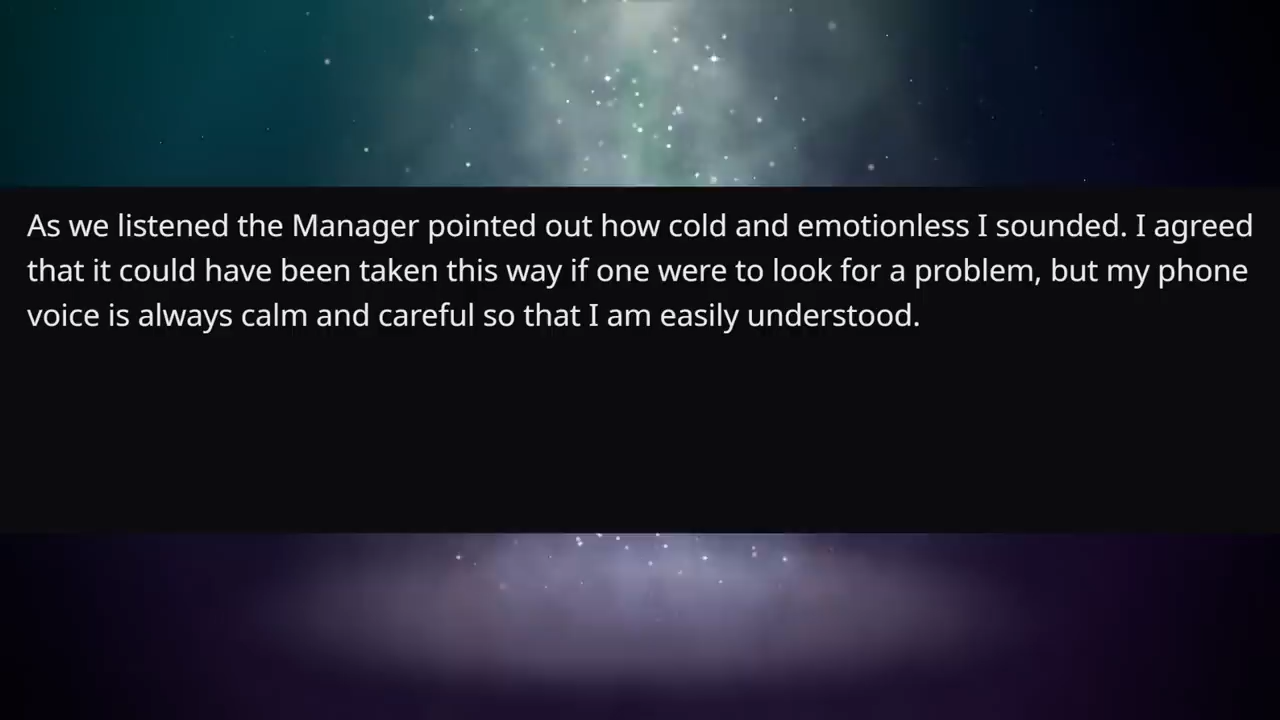 As we listened the Manager pointed out how cold and emotionless I sounded. I agreed
that it could have been taken this way if one were to look for a problem, but my phone
voice is always calm and careful so that I am easily understood.